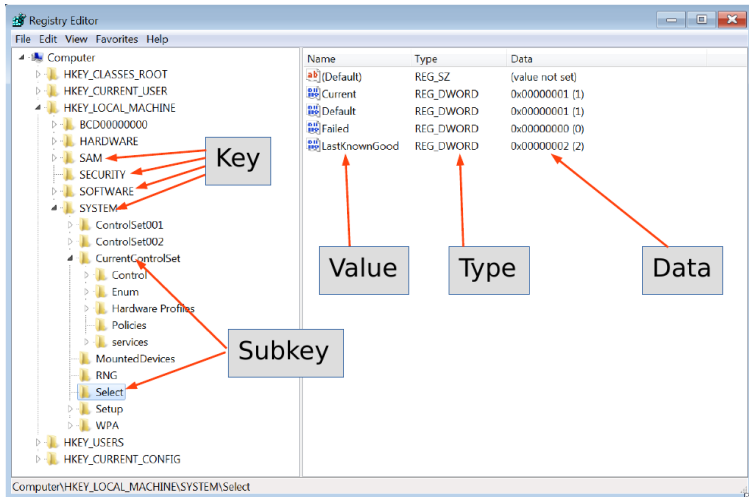 Registry Editor
File Edit View Favorites Help
Computer
HKEY_CLASSES_ROOT
HKEY_CURRENT_USER
HKEY_LOCAL_MACHINE
BCD00000000
HARDWARE
SAM
SECURITY
SOFTWARE
SYSTEM
ControlSet001
ControlSet002
CurrentControlSet
Control
Enum
Hardware Profiles
Policies
services
MountedDevices
RNG
Select
Setup
WPA
HKEY_USERS
HKEY_CURRENT_CONFIG
Key
Subkey
Name Type Data
(Default) REG_SZ (value not set)
Current REG_DWORD 0x00000001 (1)
Default REG_DWORD 0x00000001 (1)
Failed REG_DWORD 0x00000000 (0)
LastKnownGood REG_DWORD 0x00000002 (2)
Value Type Data
Computer\HKEY_LOCAL_MACHINE\SYSTEM\Select